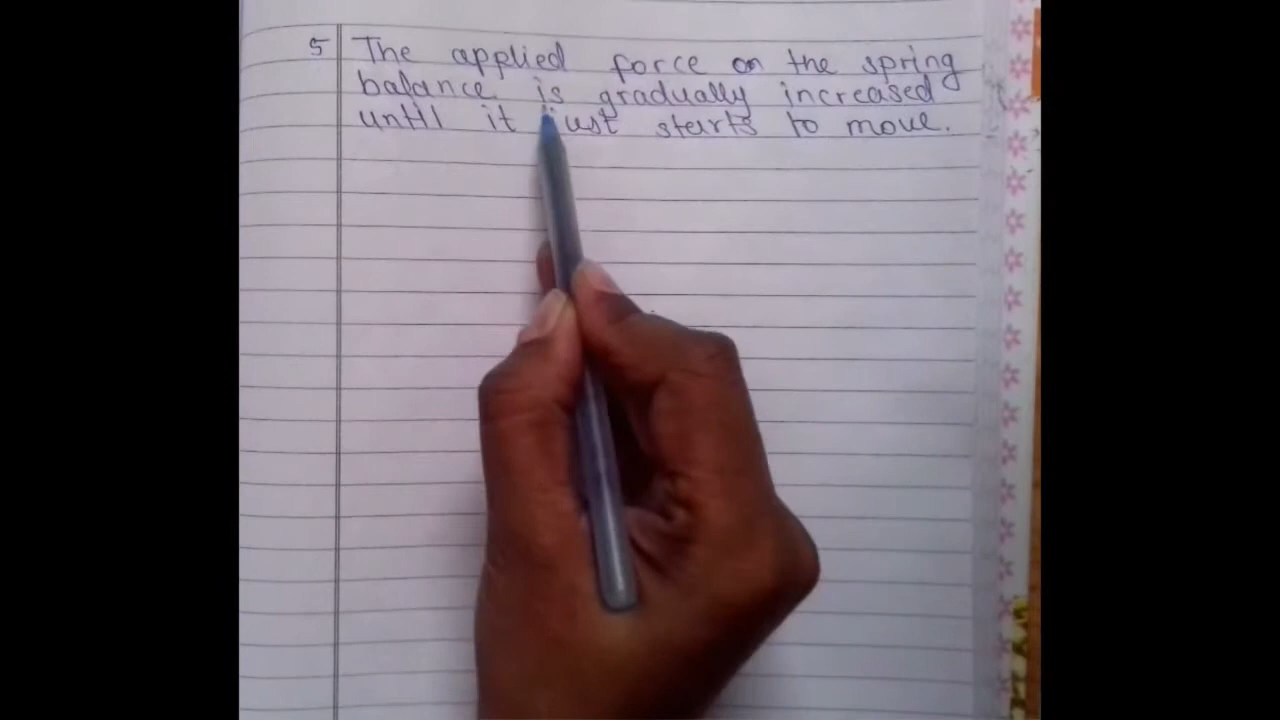 5 The applied force on the spring
balance is gradually increased
until it just starts to move.